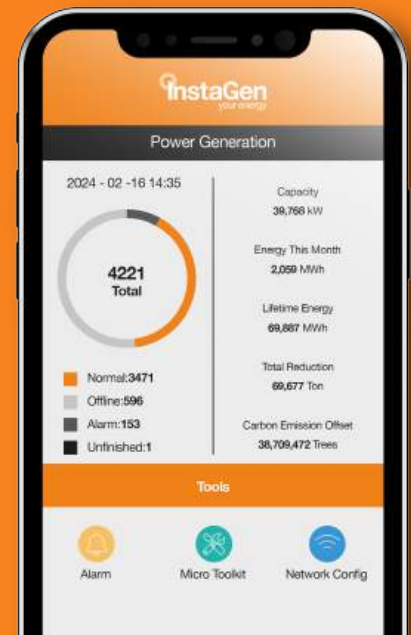 InstaGen
your energy
Power Generation
2024 - 02 -16 14:35
4221
Total
Normal:3471
Offline:596
Alarm:153
Unfinished:1
Capacity
39,768 kW
Energy This Month
2,059 MWh
Lifetime Energy
69,887 MWh
Total Reduction
69,677 Ton
Carbon Emission Offset
38,709,472 Trees
Tools
Alarm
Micro Toolkit
Network Config